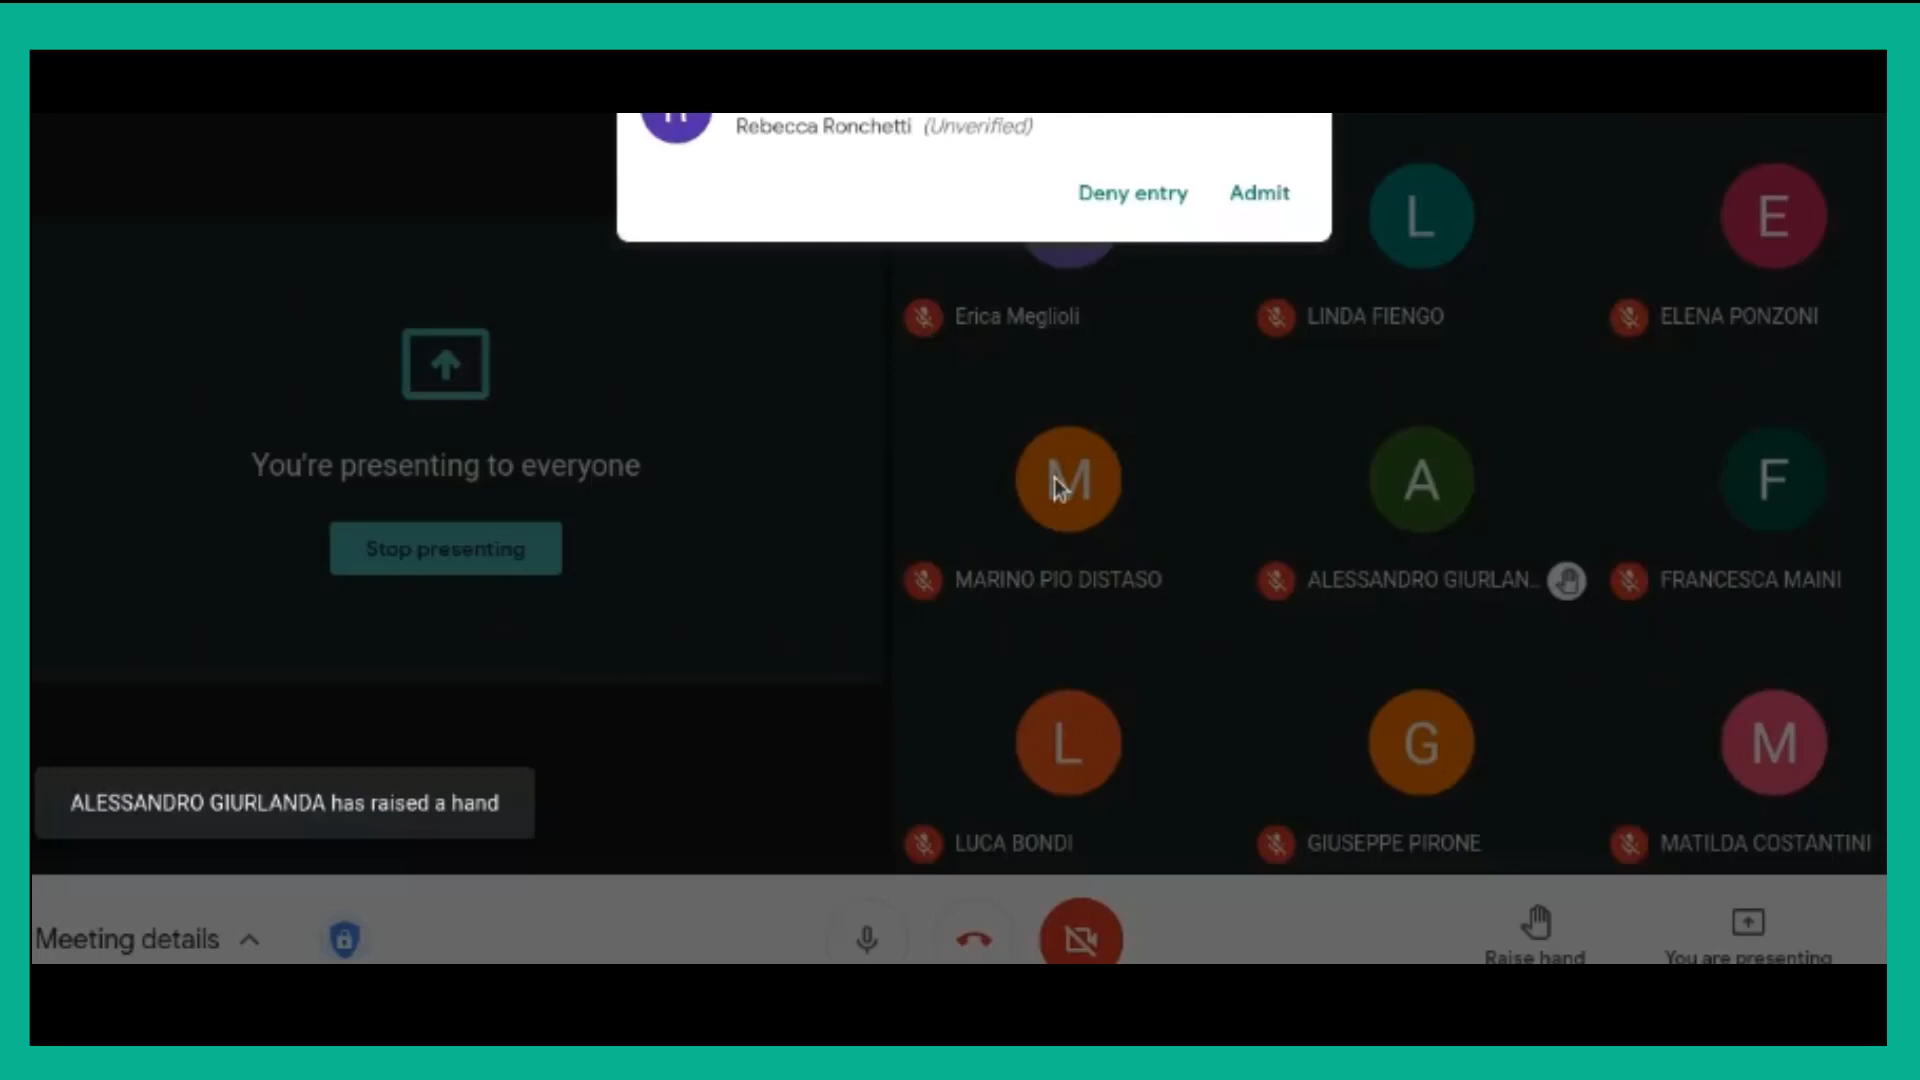 Rebecca Ronchetti (Unverified)
Deny entry Admit
L
E
Erica Meglioli
LINDA FIENGO
ELENA PONZONI
You're presenting to everyone
Stop presenting
M
A
F
MARINO PIO DISTASO
ALESSANDRO GIURLAN...
FRANCESCA MAINI
L
G
M
ALESSANDRO GIURLANDA has raised a hand
LUCA BONDI
GIUSEPPE PIRONE
MATILDA COSTANTINI
Meeting details
Raise hand
You are presenting